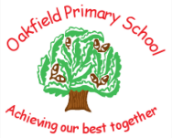 Oakfield Primary School
Achieving our best together